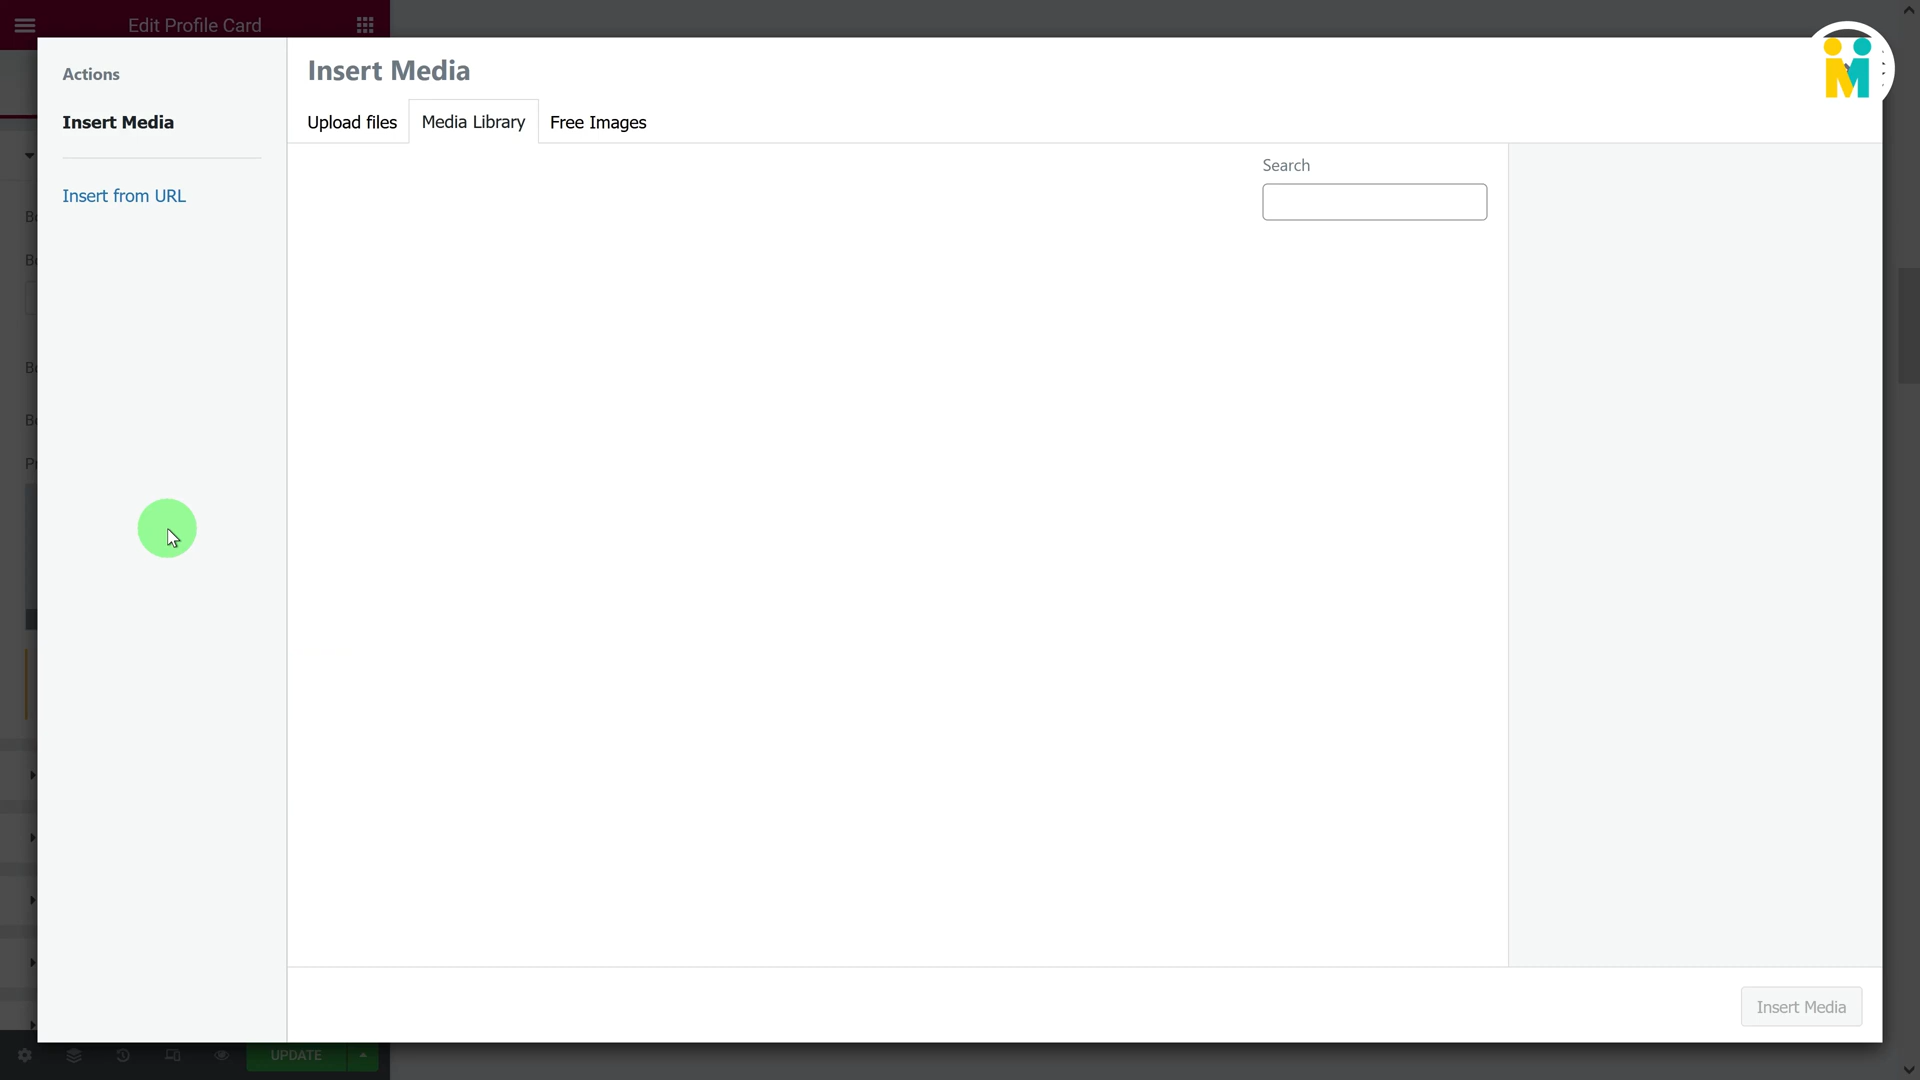 Edit Profile Card
Actions
Insert Media
Insert from URL
Insert Media
Upload files
Media Library
Free Images
Search
Insert Media
UPDATE